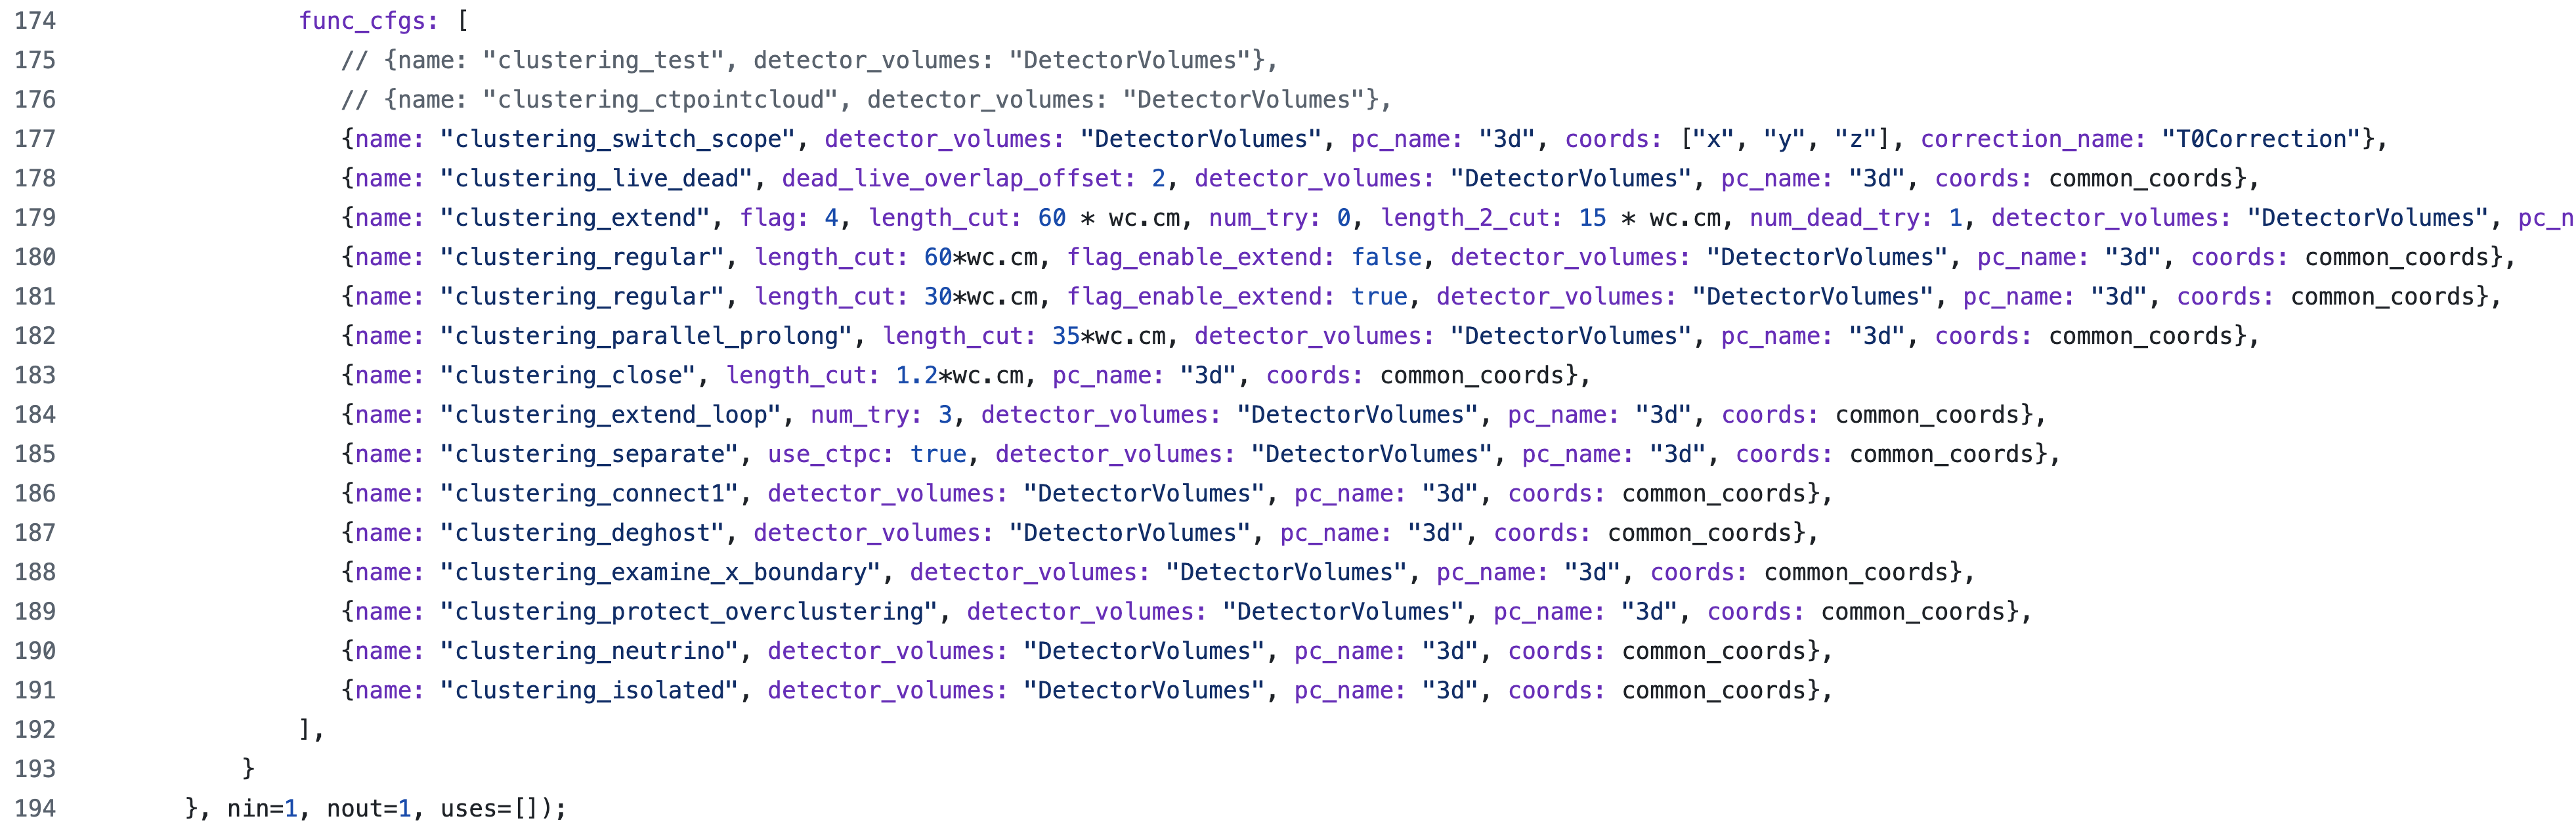 174 func_cfgs: [
175 // {name: "clustering_test", detector_volumes: "DetectorVolumes"},
176 // {name: "clustering_ctpointcloud", detector_volumes: "DetectorVolumes"},
177 {name: "clustering_switch_scope", detector_volumes: "DetectorVolumes", pc_name: "3d", coords: ["x", "y", "z"], correction_name: "T0Correction"},
178 {name: "clustering_live_dead", dead_live_overlap_offset: 2, detector_volumes: "DetectorVolumes", pc_name: "3d", coords: common_coords},
179 {name: "clustering_extend", flag: 4, length_cut: 60 * wc.cm, num_try: 0, length_2_cut: 15 * wc.cm, num_dead_try: 1, detector_volumes: "DetectorVolumes", pc_n
180 {name: "clustering_regular", length_cut: 60*wc.cm, flag_enable_extend: false, detector_volumes: "DetectorVolumes", pc_name: "3d", coords: common_coords},
181 {name: "clustering_regular", length_cut: 30*wc.cm, flag_enable_extend: true, detector_volumes: "DetectorVolumes", pc_name: "3d", coords: common_coords},
182 {name: "clustering_parallel_prolong", length_cut: 35*wc.cm, detector_volumes: "DetectorVolumes", pc_name: "3d", coords: common_coords},
183 {name: "clustering_close", length_cut: 1.2*wc.cm, pc_name: "3d", coords: common_coords},
184 {name: "clustering_extend_loop", num_try: 3, detector_volumes: "DetectorVolumes", pc_name: "3d", coords: common_coords},
185 {name: "clustering_separate", use_ctpc: true, detector_volumes: "DetectorVolumes", pc_name: "3d", coords: common_coords},
186 {name: "clustering_connect1", detector_volumes: "DetectorVolumes", pc_name: "3d", coords: common_coords},
187 {name: "clustering_deghost", detector_volumes: "DetectorVolumes", pc_name: "3d", coords: common_coords},
188 {name: "clustering_examine_x_boundary", detector_volumes: "DetectorVolumes", pc_name: "3d", coords: common_coords},
189 {name: "clustering_protect_overclustering", detector_volumes: "DetectorVolumes", pc_name: "3d", coords: common_coords},
190 {name: "clustering_neutrino", detector_volumes: "DetectorVolumes", pc_name: "3d", coords: common_coords},
191 {name: "clustering_isolated", detector_volumes: "DetectorVolumes", pc_name: "3d", coords: common_coords},
192 ],
193 }
194 }, nin=1, nout=1, uses=[]);